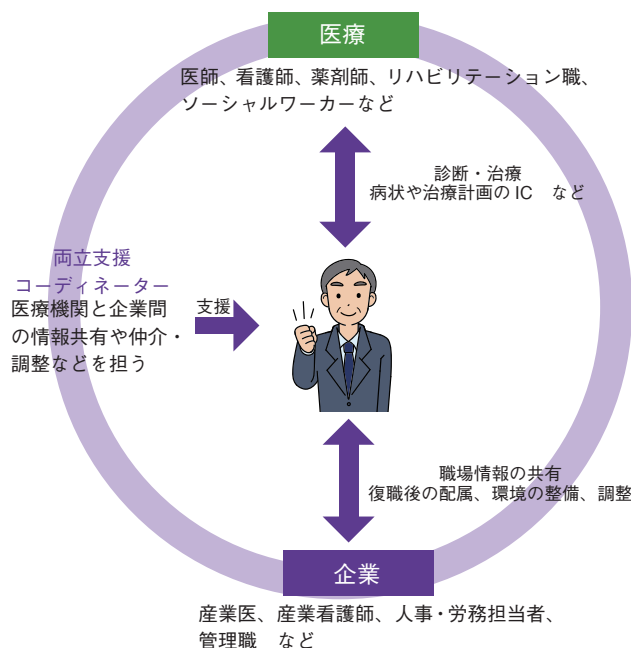 医療
医師、看護師、薬剤師、リハビリテーション職、
ソーシャルワーカーなど
診断・治療
病状や治療計画の IC　など
両立支援
コーディネーター
医療機関と企業間
の情報共有や仲介・
調整などを担う
支援
職場情報の共有
復職後の配属、環境の整備、調整
企業
産業医、産業看護師、人事・労務担当者、
管理職　など